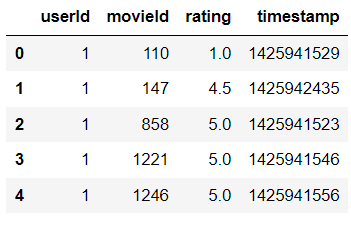 userId movieId rating timestamp
0 1 110 1.0 1425941529
1 1 147 4.5 1425942435
2 1 858 5.0 1425941523
3 1 1221 5.0 1425941546
4 1 1246 5.0 1425941556